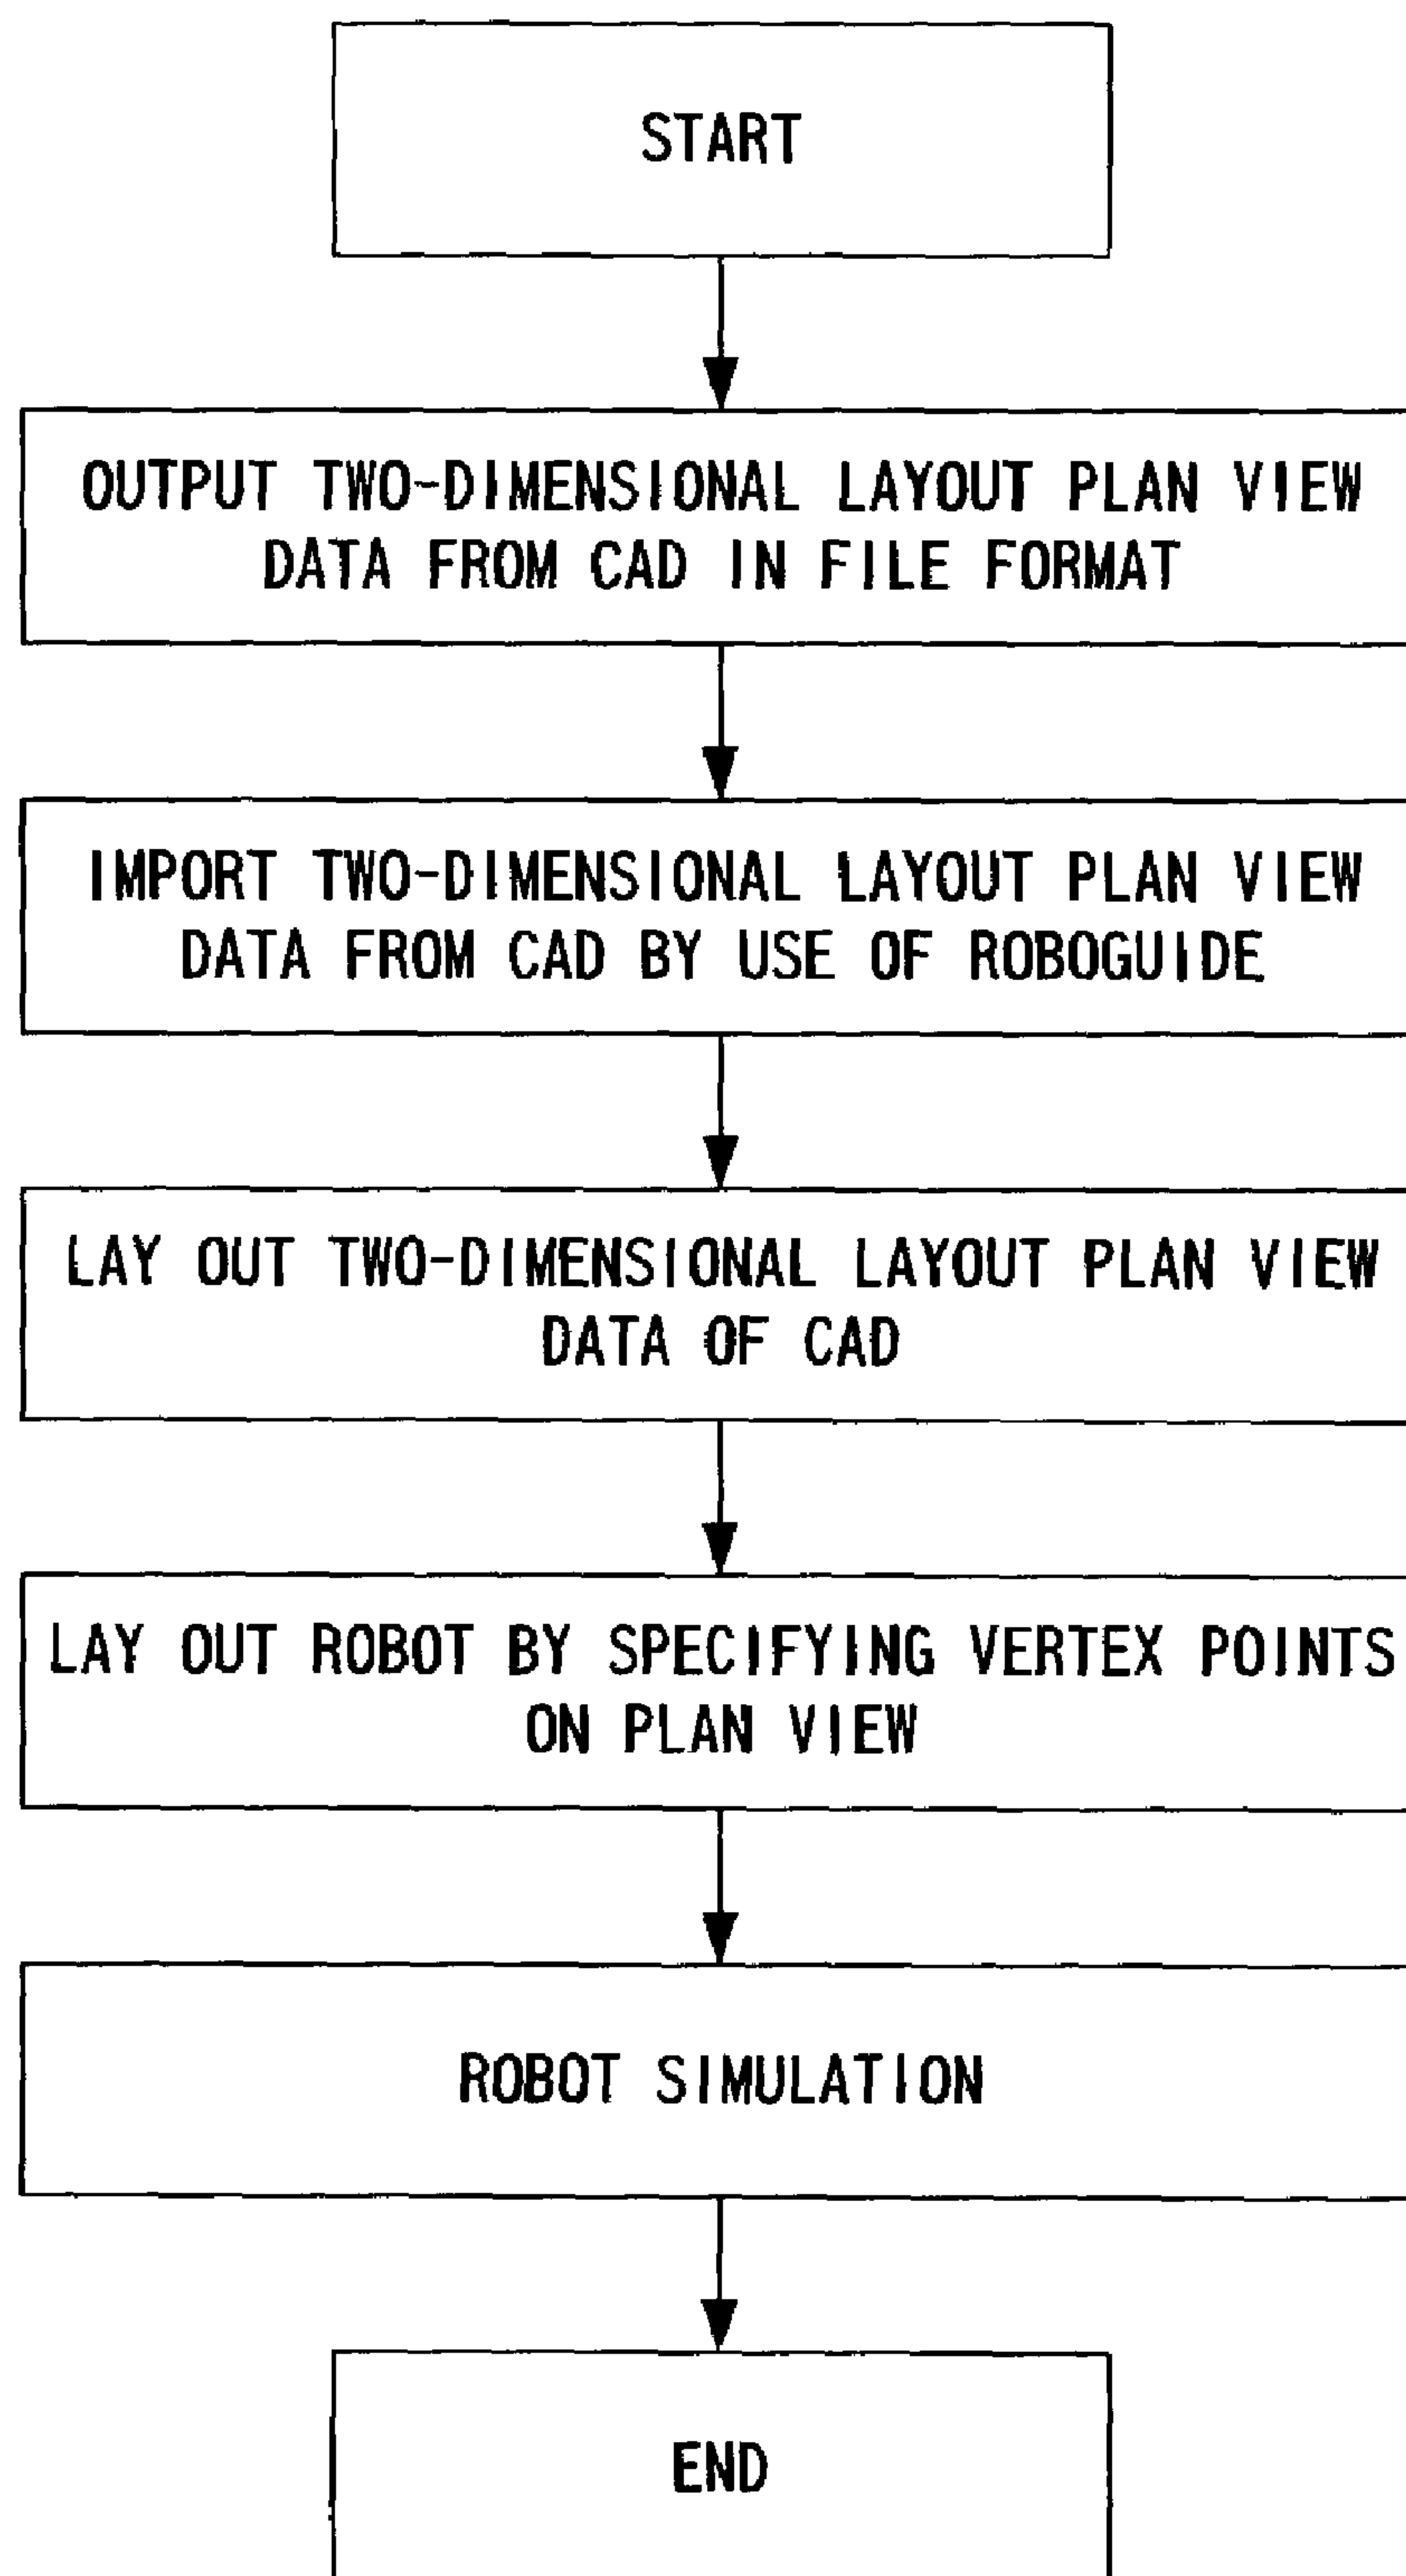 START
OUTPUT TWO-DIMENSIONAL LAYOUT PLAN VIEW
DATA FROM CAD IN FILE FORMAT
IMPORT TWO-DIMENSIONAL LAYOUT PLAN VIEW
DATA FROM CAD BY USE OF ROBOGUIDE
LAY OUT TWO-DIMENSIONAL LAYOUT PLAN VIEW
DATA OF CAD
LAY OUT ROBOT BY SPECIFYING VERTEX POINTS
ON PLAN VIEW
ROBOT SIMULATION
END